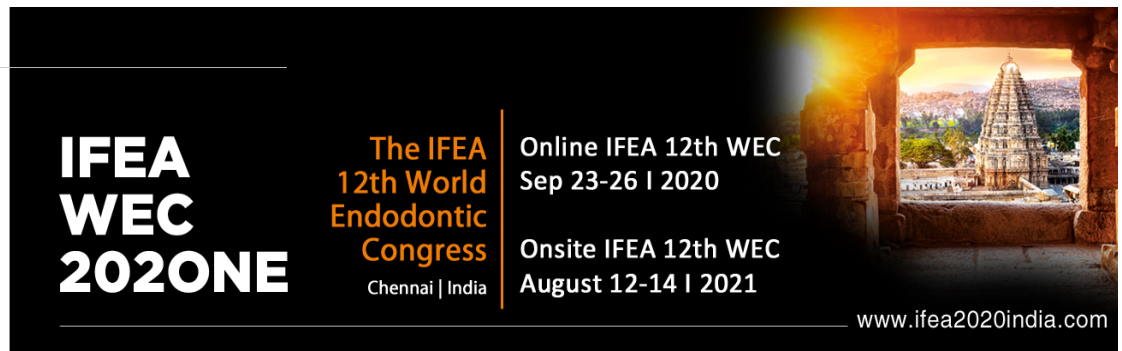 IFEA
WEC
202ONE
The IFEA
12th World
Endodontic
Congress
Chennai | India
Online IFEA 12th WEC
Sep 23-26 I 2020
Onsite IFEA 12th WEC
August 12-14 I 2021
www.ifea2020india.com